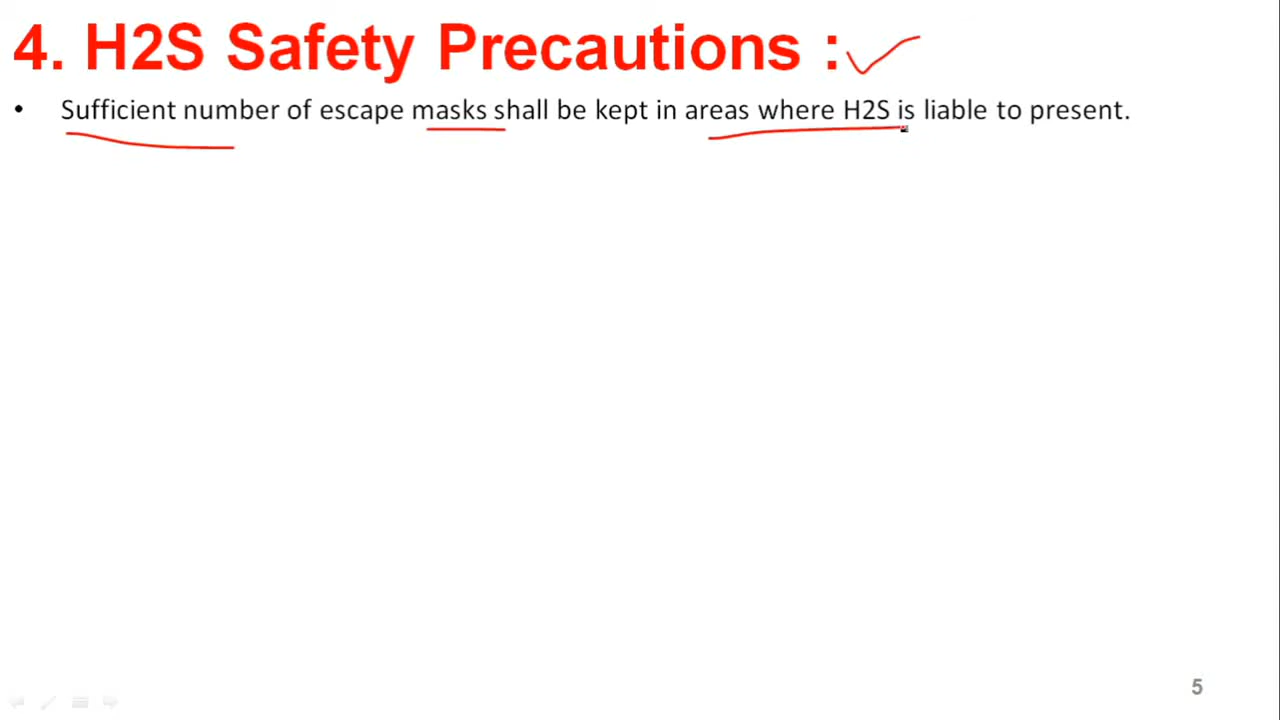 4. H2S Safety Precautions :
• Sufficient number of escape masks shall be kept in areas where H2S is liable to present.
5